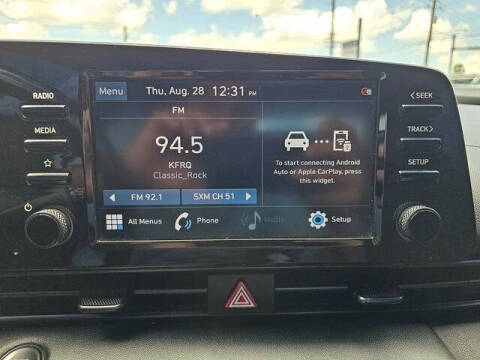 RADIO
MEDIA
Menu
Thu, Aug. 28 12:31 PM
FM
94.5
KFRQ
Classic_Rock
FM 92.1
SXM CH 51
To start connecting Android
Auto or Apple CarPlay, press
this widget.
All Menus
Phone
Media
Setup
SEEK
TRACK
SETUP